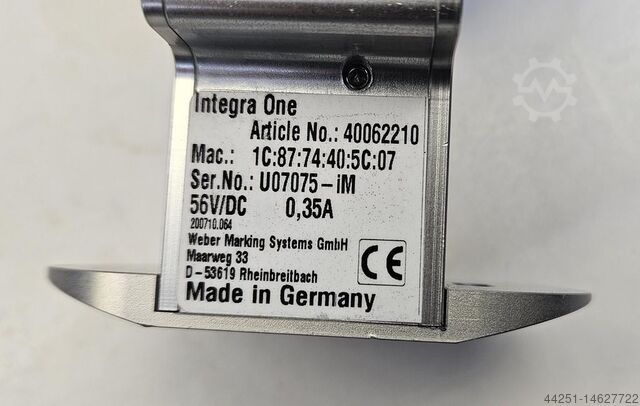 Integra One
Article No.: 40062210
Mac.: 1C:87:74:40:5C:07
Ser.No.: U07075-iM
56V/DC 0,35A
200710.064
Weber Marking Systems GmbH
Maarweg 33
D-53619 Rheinbreitbach
CE
Made in Germany
44251-14627722